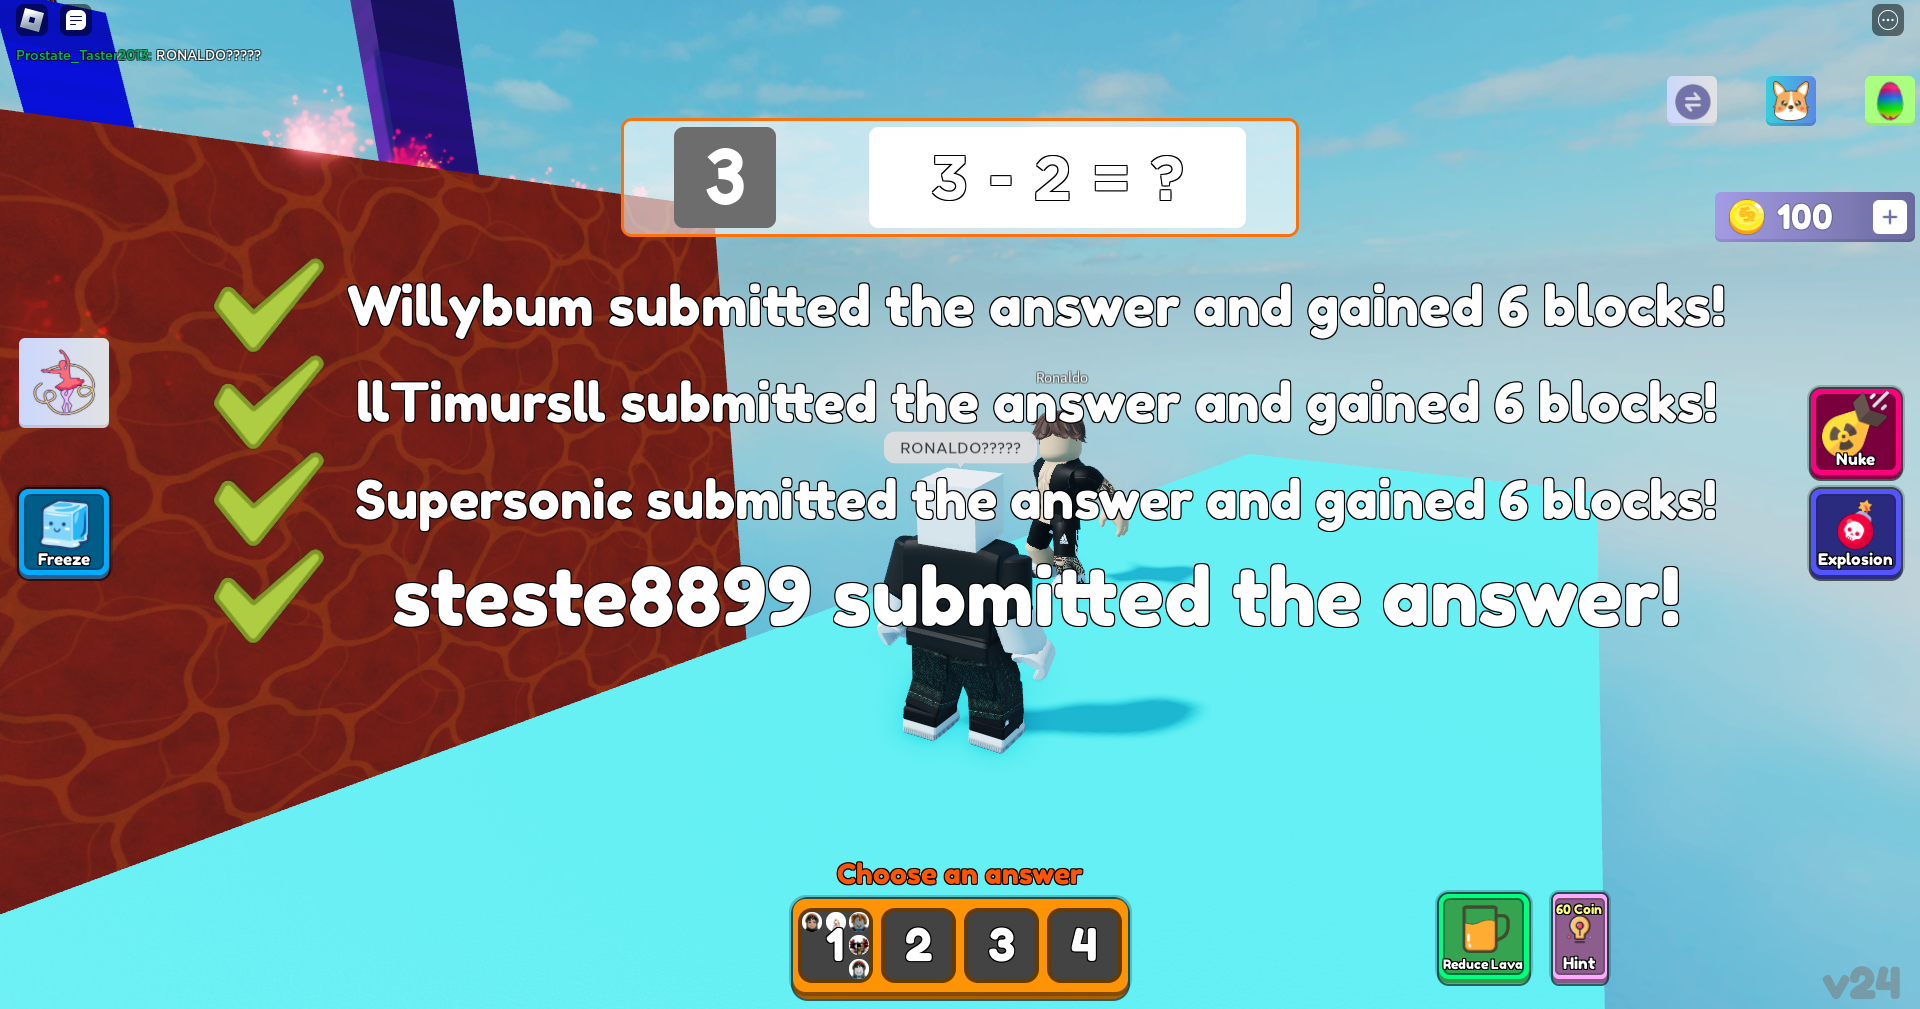 Prostate_Taster2013: RONALDO?????
3
3 - 2 = ?
100
+
Willybum submitted the answer and gained 6 blocks!
Ronaldo
llTimursll submitted the answer and gained 6 blocks!
RONALDO?????
Supersonic submitted the answer and gained 6 blocks!
steste8899 submitted the answer!
Freeze
Nuke
Explosion
Choose an answer
1 2 3 4
Reduce Lava
60 Coin
Hint
v24